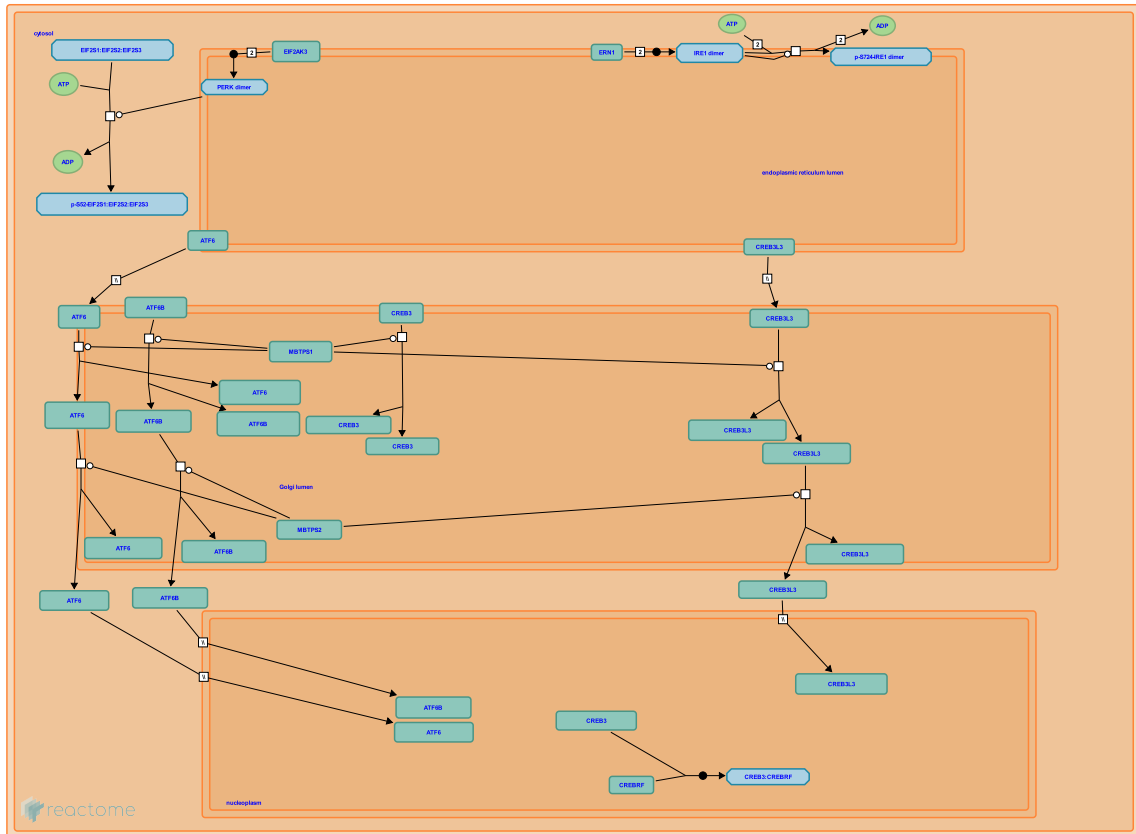 cytosol
EIF2S1:EIF2S2:EIF2S3
ATP
2
EIF2AK3
PERK dimer
ADP
p-S52-EIF2S1:EIF2S2:EIF2S3
ERN1
2
IRE1 dimer
ATP
2
2
ADP
p-S724-IRE1 dimer
endoplasmic reticulum lumen
ATF6
CREB3L3
\\
\\
ATF6
ATF6B
CREB3
CREB3L3
MBTPS1
ATF6
ATF6
ATF6B
ATF6B
CREB3
CREB3
CREB3L3
CREB3L3
Golgi lumen
MBTPS2
ATF6
ATF6B
CREB3L3
ATF6
ATF6B
CREB3L3
\\
\\
\\
CREB3L3
ATF6B
ATF6
CREB3
CREBRF
CREB3:CREBRF
nucleoplasm
reactome